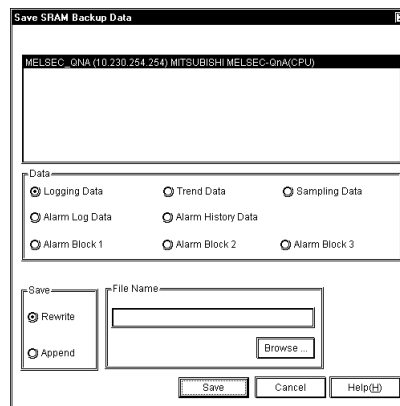 Save SRAM Backup Data
MELSEC_QNA (10.230.254.254) MITSUBISHI MELSEC-QnA(CPU)
Data
Logging Data Trend Data Sampling Data
Alarm Log Data Alarm History Data
Alarm Block 1 Alarm Block 2 Alarm Block 3
Save File Name
Rewrite
Browse ...
Append
Save Cancel Help(H)